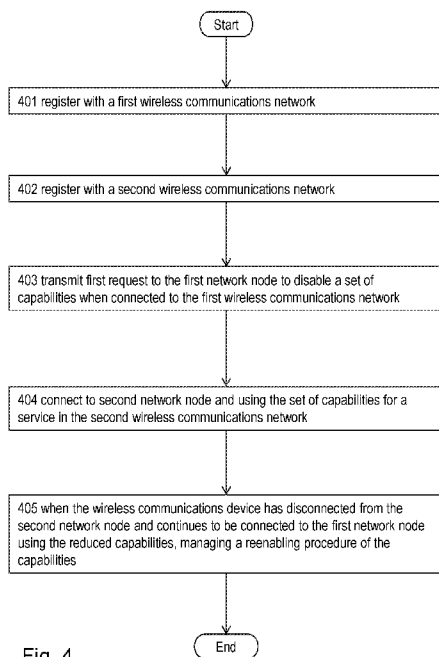 Start
401 register with a first wireless communications network
402 register with a second wireless communications network
403 transmit first request to the first network node to disable a set of
capabilities when connected to the first wireless communications network
404 connect to second network node and using the set of capabilities for a
service in the second wireless communications network
405 when the wireless communications device has disconnected from the
second network node and continues to be connected to the first network node
using the reduced capabilities, managing a reenabling procedure of the
capabilities
End
Fig. 4